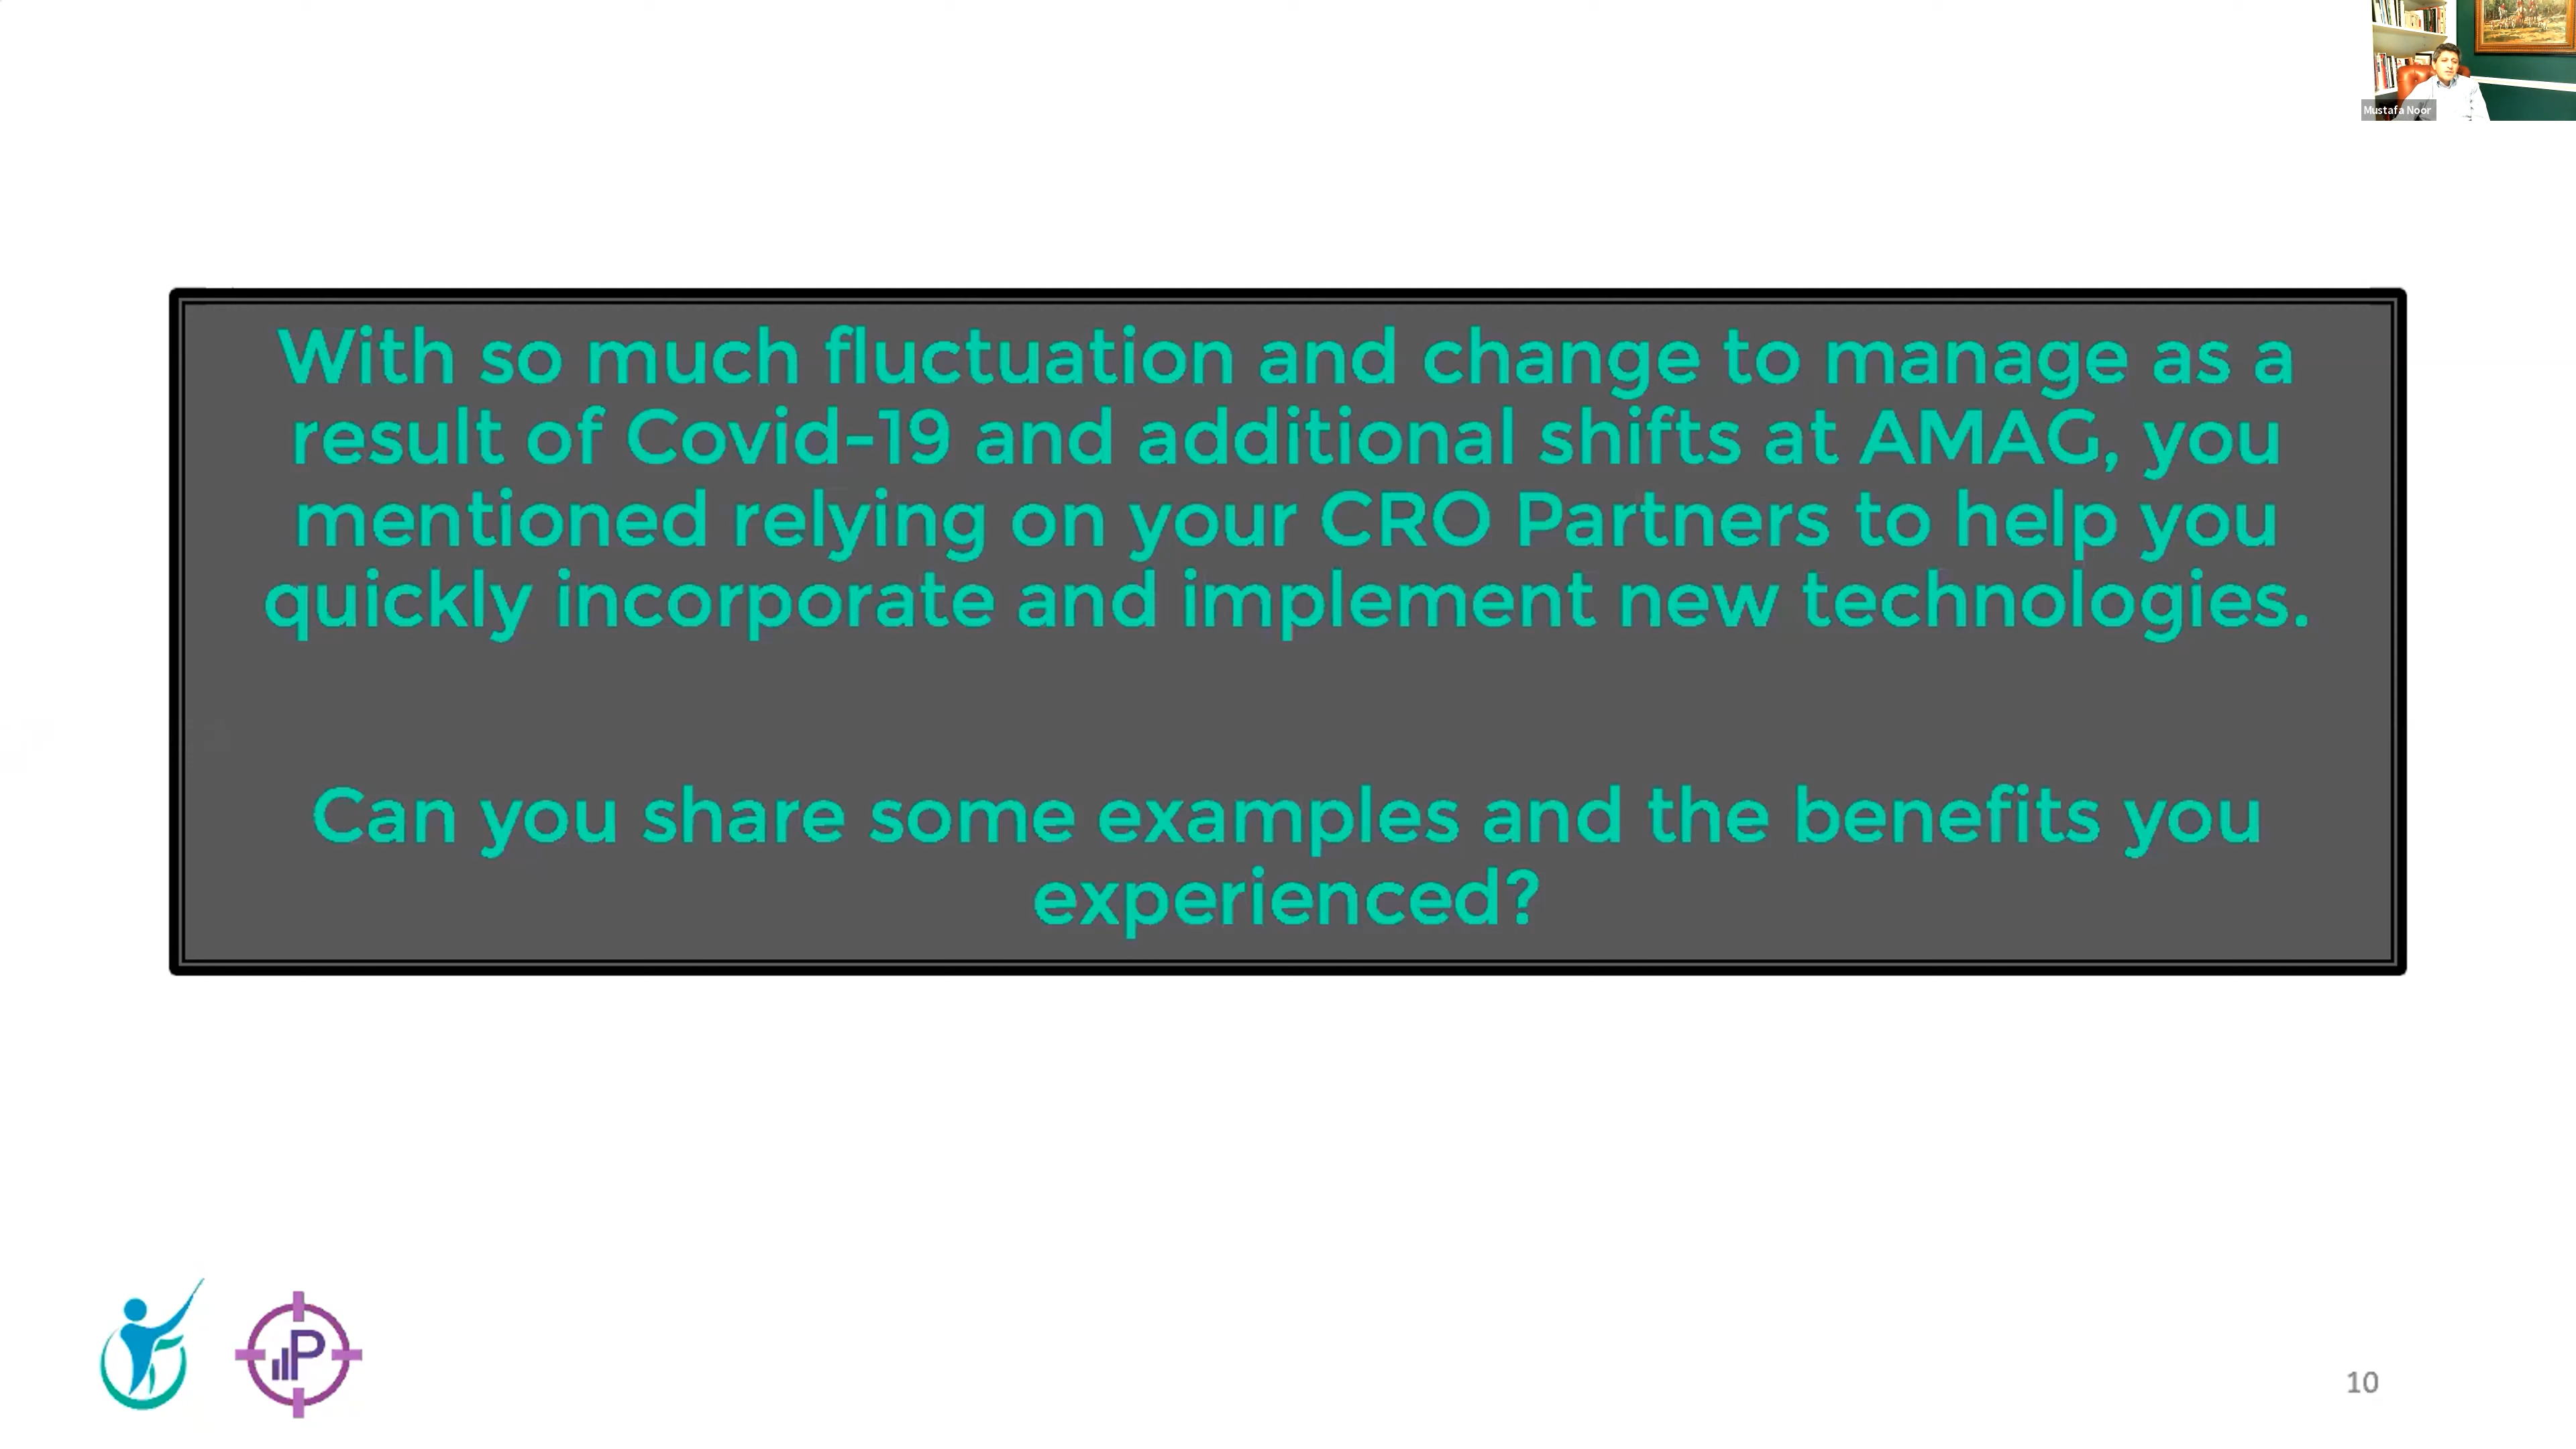 Mustafa Noor
With so much fluctuation and change to manage as a
result of Covid-19 and additional shifts at AMAG, you
mentioned relying on your CRO Partners to help you
quickly incorporate and implement new technologies.
Can you share some examples and the benefits you
experienced?
P
10